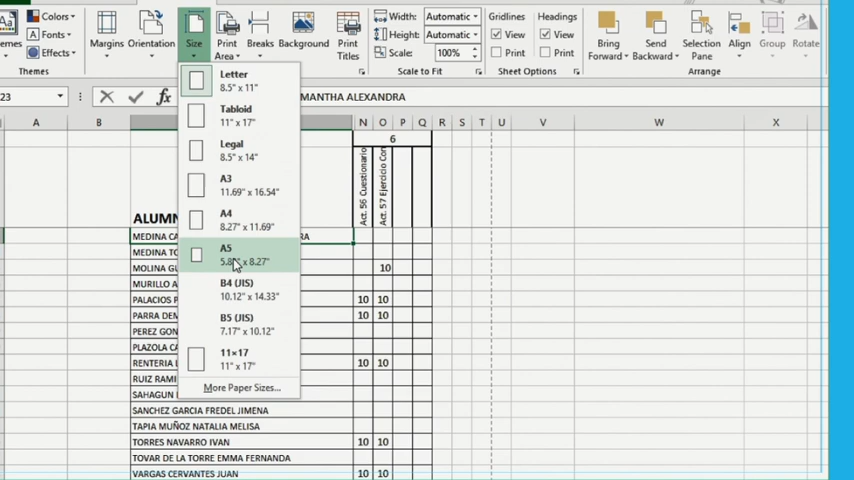 Aa
emes
Fonts
Effects
Themes
Margins
Orientation
Size
Print
Area
Breaks
Background
Print
Titles
Width:
Automatic
Height:
Automatic
Scale:
100%
Scale to Fit
Gridlines
View
Print
Headings
View
Print
Sheet Options
Bring
Forward
Send
Backward
Selection
Pane
Align
Group
Rotate
Arrange
23
fx
MANTHA ALEXANDRA
A B N O P Q R S T U V W X
Letter
8.5" x 11"
Tabloid
11" x 17"
Legal
8.5" x 14"
A3
11.69" x 16.54"
A4
8.27" x 11.69"
A5
x 8.27"
B4 (JIS)
10.12" x 14.33"
B5 (JIS)
7.17" x 10.12"
11×17
11" x 17"
More Paper Sizes...
6
Act. 56 Cuestionario
Act. 57 Ejercicio Con
ALUMN
MEDINA CA RA
MEDINA TO
MOLINA GU 10
MURILLO A
PALACIOS P 10 10
PARRA DEM 10 10
PEREZ GON
PLAZOLA CA
RENTERIA L 10 10
RUIZ RAMI
SAHAGUN
SANCHEZ GARCIA FREDEL JIMENA
TAPIA MUÑOZ NATALIA MELISA
TORRES NAVARRO IVAN 10 10
TOVAR DE LA TORRE EMMA FERNANDA
VARGAS CERVANTES JUAN 10 10